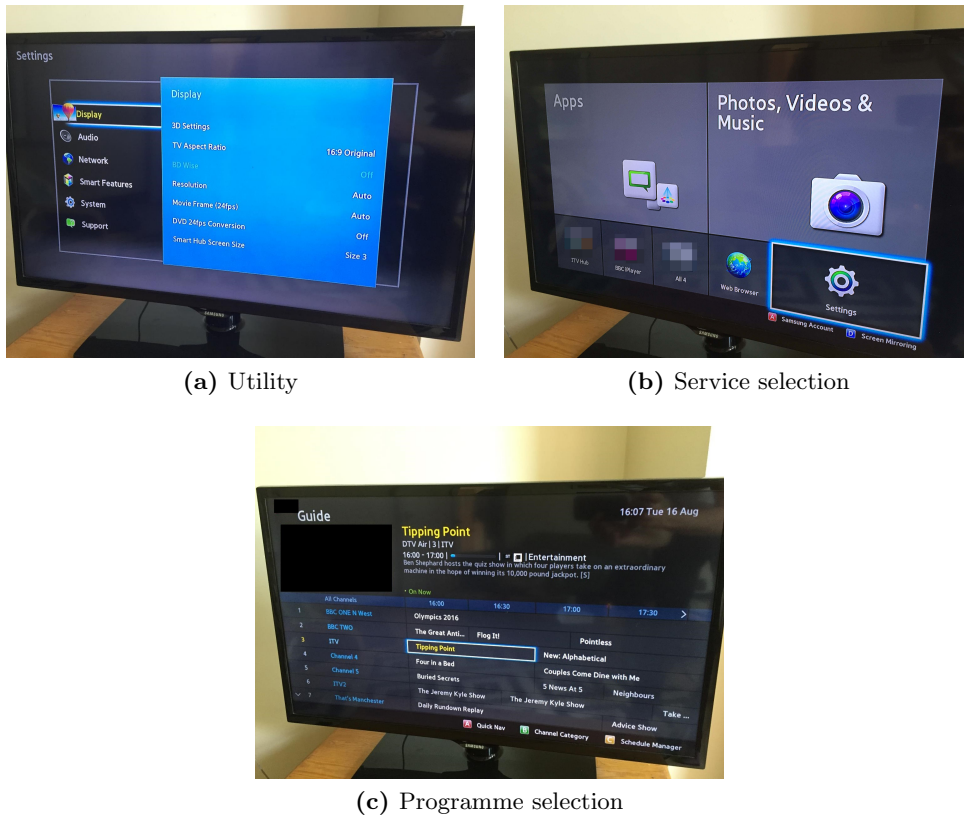 Settings
Display
Audio
Network
Smart Features
System
Support
Display
3D Settings
TV Aspect Ratio 16:9 Original
BD Wise Off
Resolution Auto
Movie Frame (24fps) Auto
DVD 24fps Conversion Off
Smart Hub Screen Size Size 3
SAMSUNG
(a) Utility
Apps
Photos, Videos &
Music
ITV Hub
BBC iPlayer
All 4
Web Browser
Settings
A Samsung Account D Screen Mirroring
SAMSUNG
(b) Service selection
Guide
16:07 Tue 16 Aug
Tipping Point
DTV Air | 3 | ITV
16:00 - 17:00 | | | Entertainment
Ben Shephard hosts the quiz show in which four players take on an extraordinary
machine in the hope of winning its 10,000 pound jackpot. [S]
• On Now
All Channels 16:00 16:30 17:00 17:30 >
1 BBC ONE N West Olympics 2016
2 BBC TWO The Great Anti... Flog It! Pointless
3 ITV Tipping Point New: Alphabetical
4 Channel 4 Four in a Bed Couples Come Dine with Me
5 Channel 5 Buried Secrets 5 News At 5 Neighbours
6 ITV2 The Jeremy Kyle Show The Jeremy Kyle Show Take ...
7 That's Manchester Daily Rundown Replay Advice Show
A Quick Nav B Channel Category C Schedule Manager
SAMSUNG
(c) Programme selection